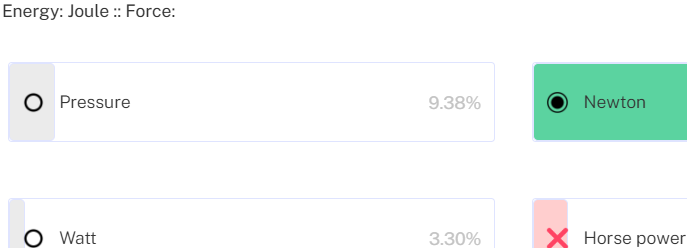 Energy: Joule :: Force:
Pressure 9.38%
Newton
Watt 3.30%
Horse power